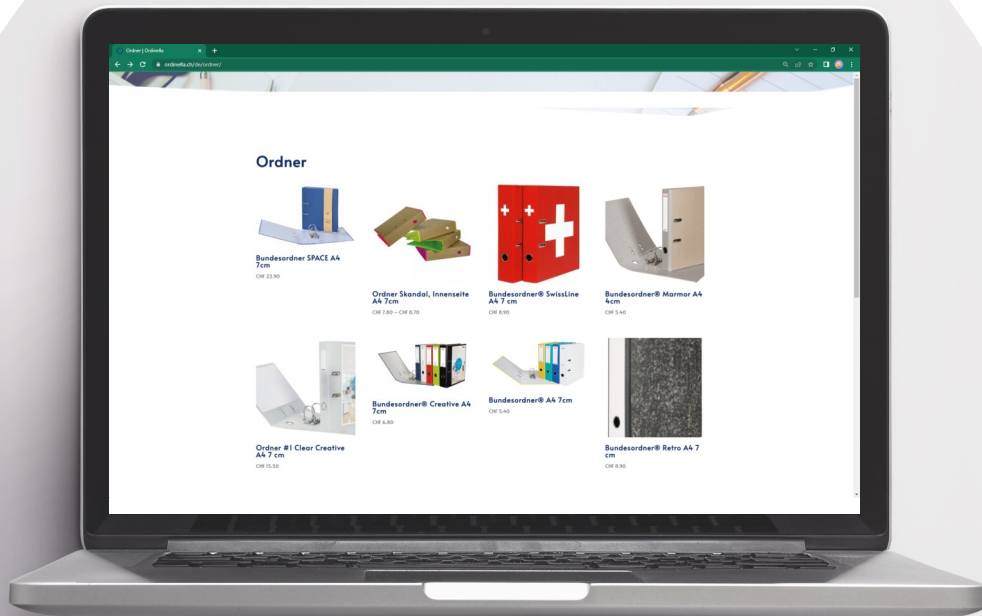 Ordner | Ordinella
ordinella.ch/de/ordner/
Ordner
Bundesordner SPACE A4
7cm
CHF 22.90
Ordner Skandal, Innenseite
A4 7cm
CHF 7.80 – CHF 8.70
Bundesordner® SwissLine
A4 7 cm
CHF 8.90
Bundesordner® Marmor A4
4cm
CHF 5.40
Ordner #1 Clear Creative
A4 7 cm
CHF 15.50
Bundesordner® Creative A4
7cm
CHF 6.80
Bundesordner® A4 7cm
CHF 5.40
Bundesordner® Retro A4 7
cm
CHF 8.90